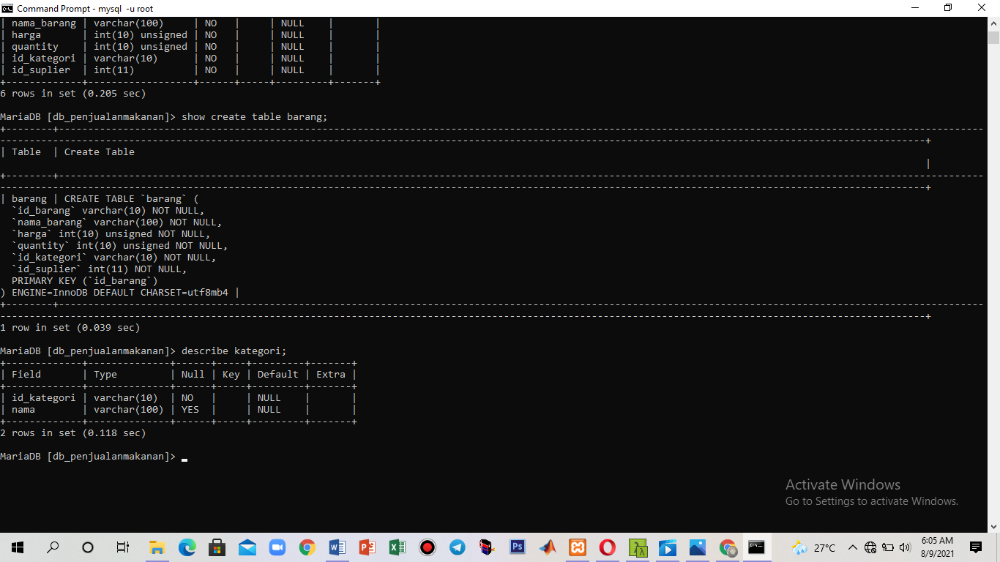 Command Prompt - mysql  -u root
| nama_barang | varchar(100)     | NO   |     | NULL    |       |
| harga       | int(10) unsigned | NO   |     | NULL    |       |
| quantity    | int(10) unsigned | NO   |     | NULL    |       |
| id_kategori | varchar(10)      | NO   |     | NULL    |       |
| id_suplier  | int(11)          | NO   |     | NULL    |       |
+-------------+------------------+------+-----+---------+-------+
6 rows in set (0.205 sec)
MariaDB [db_penjualanmakanan]> show create table barang;
| Table  | Create Table
|
| barang | CREATE TABLE `barang` (
`id_barang` varchar(10) NOT NULL,
`nama_barang` varchar(100) NOT NULL,
`harga` int(10) unsigned NOT NULL,
`quantity` int(10) unsigned NOT NULL,
`id_kategori` varchar(10) NOT NULL,
`id_suplier` int(11) NOT NULL,
PRIMARY KEY (`id_barang`)
) ENGINE=InnoDB DEFAULT CHARSET=utf8mb4 |
1 row in set (0.039 sec)
MariaDB [db_penjualanmakanan]> describe kategori;
+-------------+--------------+------+-----+---------+-------+
| Field       | Type         | Null | Key | Default | Extra |
+-------------+--------------+------+-----+---------+-------+
| id_kategori | varchar(10)  | NO   |     | NULL    |       |
| nama        | varchar(100) | YES  |     | NULL    |       |
+-------------+--------------+------+-----+---------+-------+
2 rows in set (0.118 sec)
MariaDB [db_penjualanmakanan]> _
Activate Windows
Go to Settings to activate Windows.
27°C
6:05 AM
8/9/2021